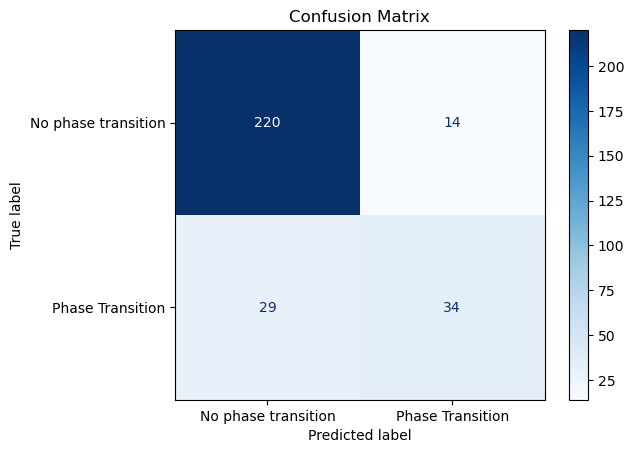 Confusion Matrix
No phase transition
Phase Transition
True label
220
14
29
34
No phase transition
Phase Transition
Predicted label
200
175
150
125
100
75
50
25